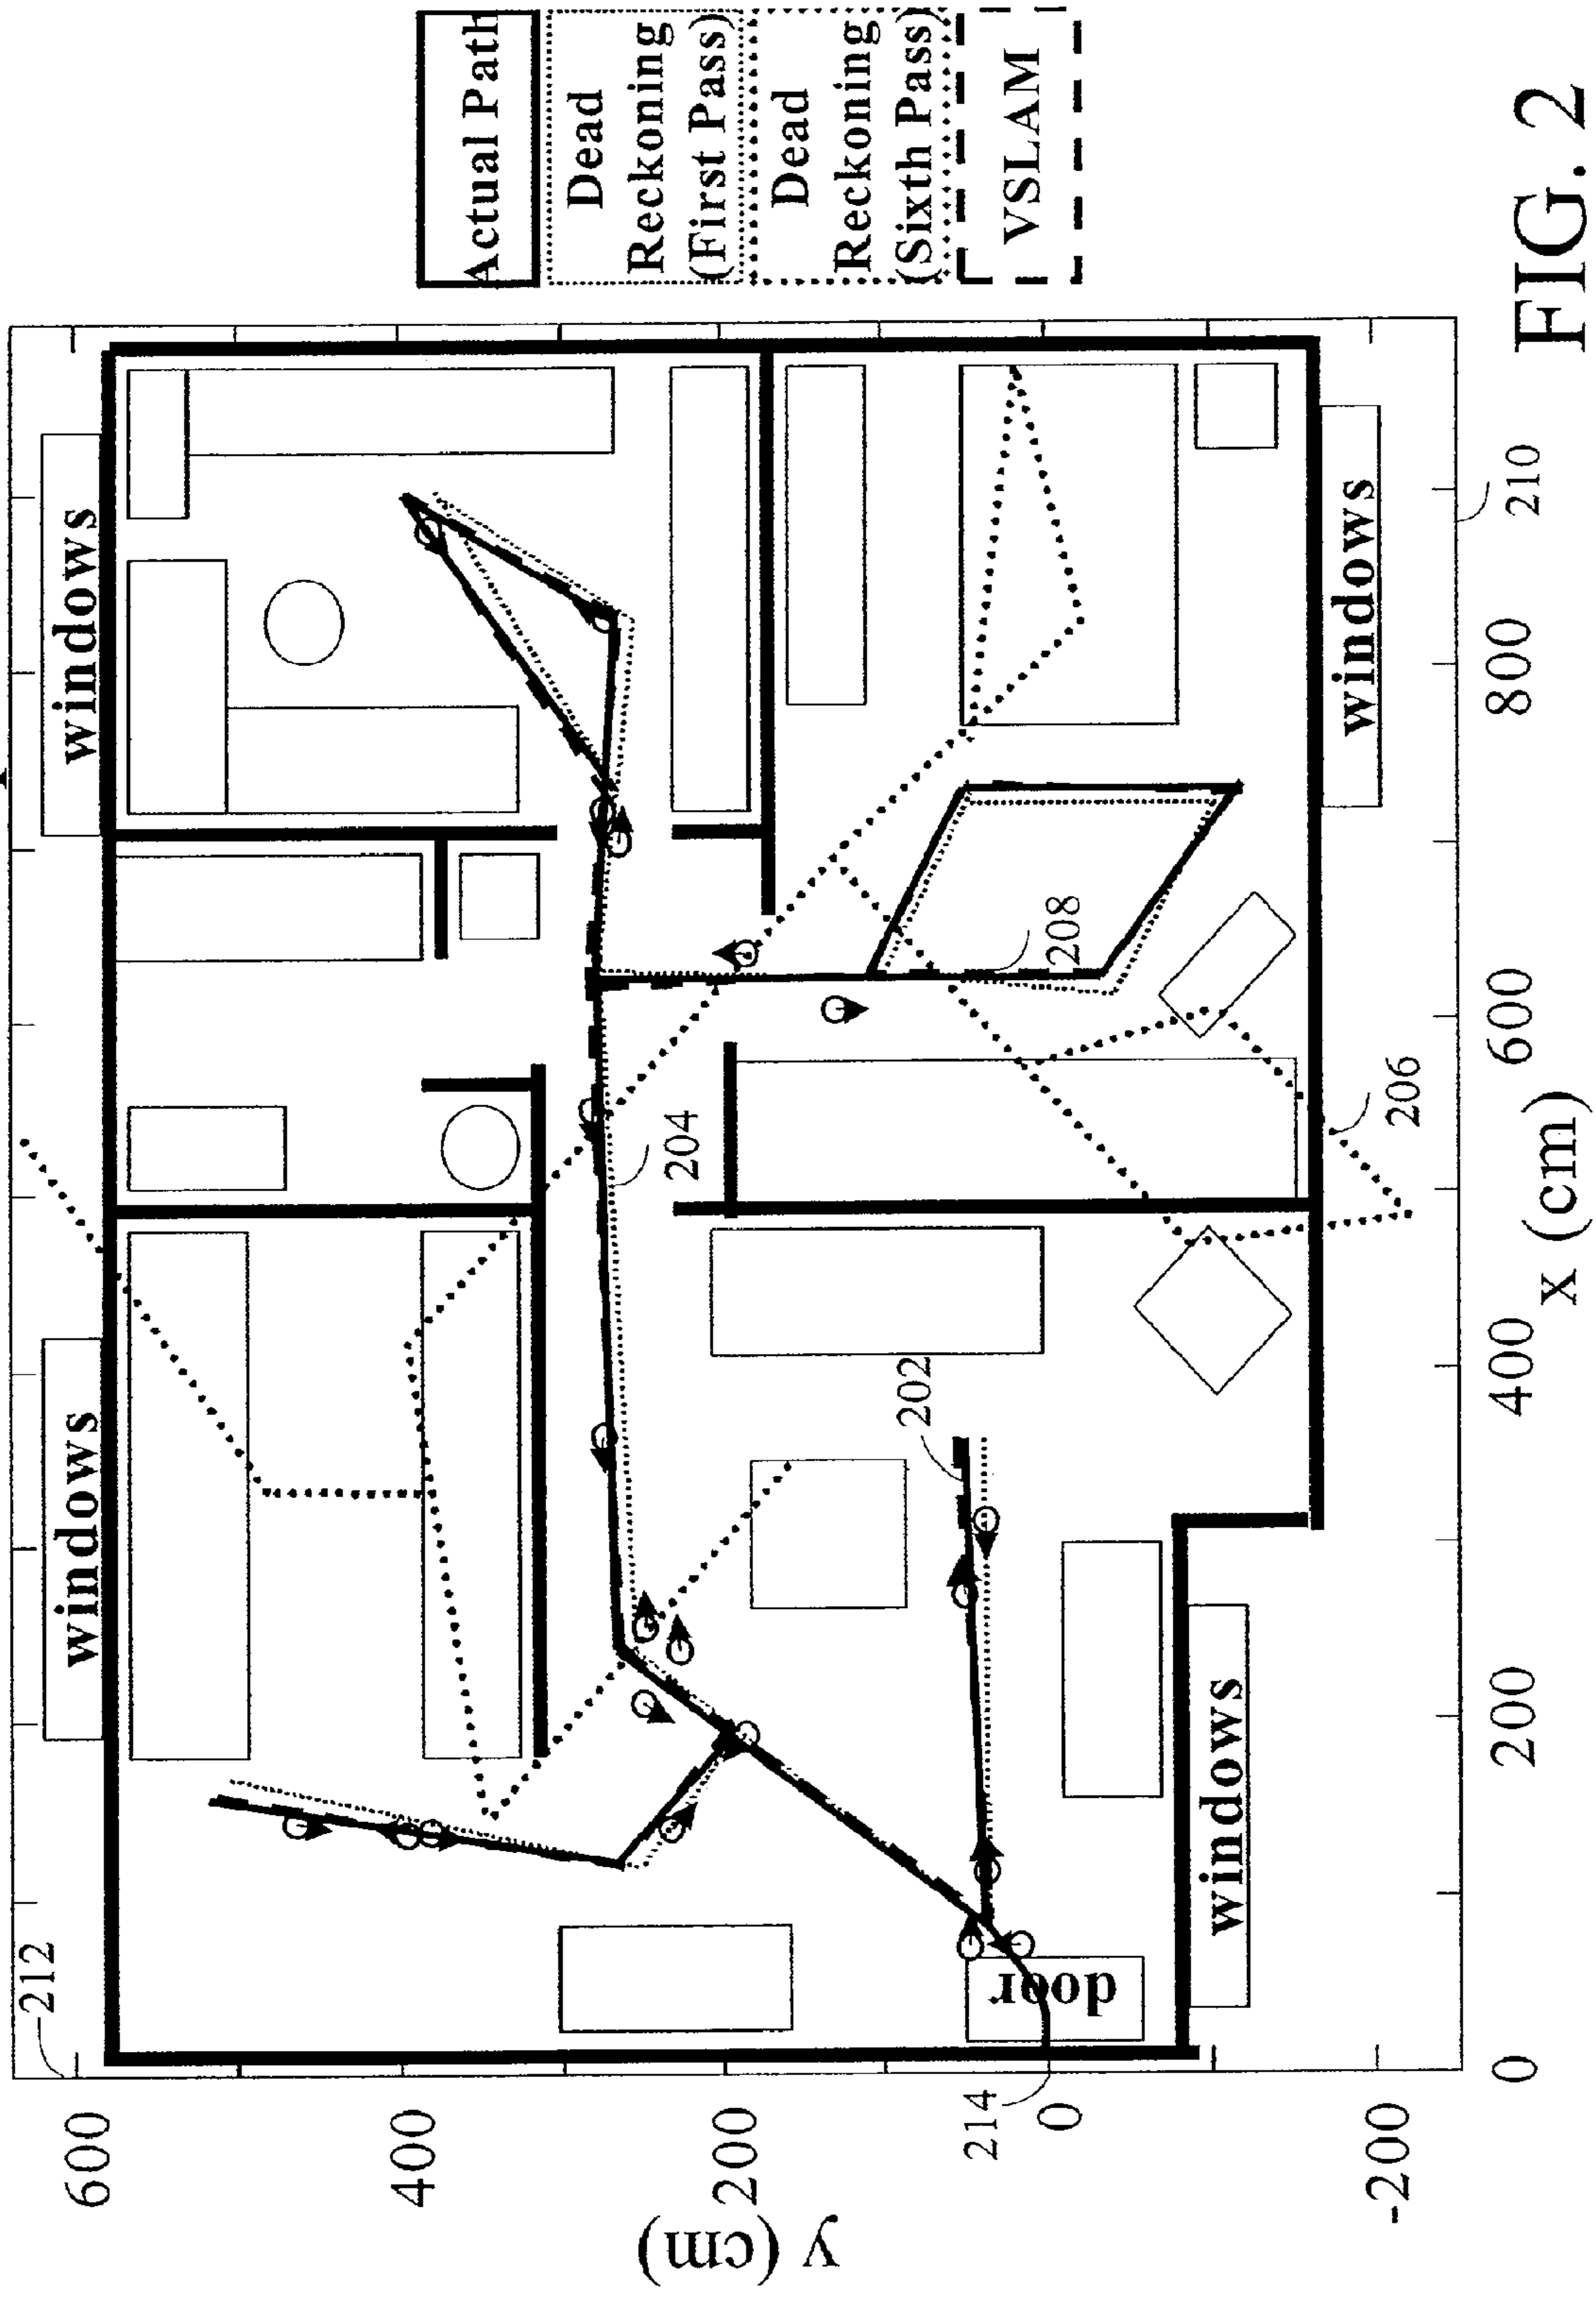 Actual Path
Dead
Reckoning
(First Pass)
Dead
Reckoning
(Sixth Pass)
VSLAM
212
600
400
200
0
-200
y (cm)
windows
windows
204
202
208
door
214
windows
windows
206
210
0
200
400
600
800
x (cm)
FIG. 2